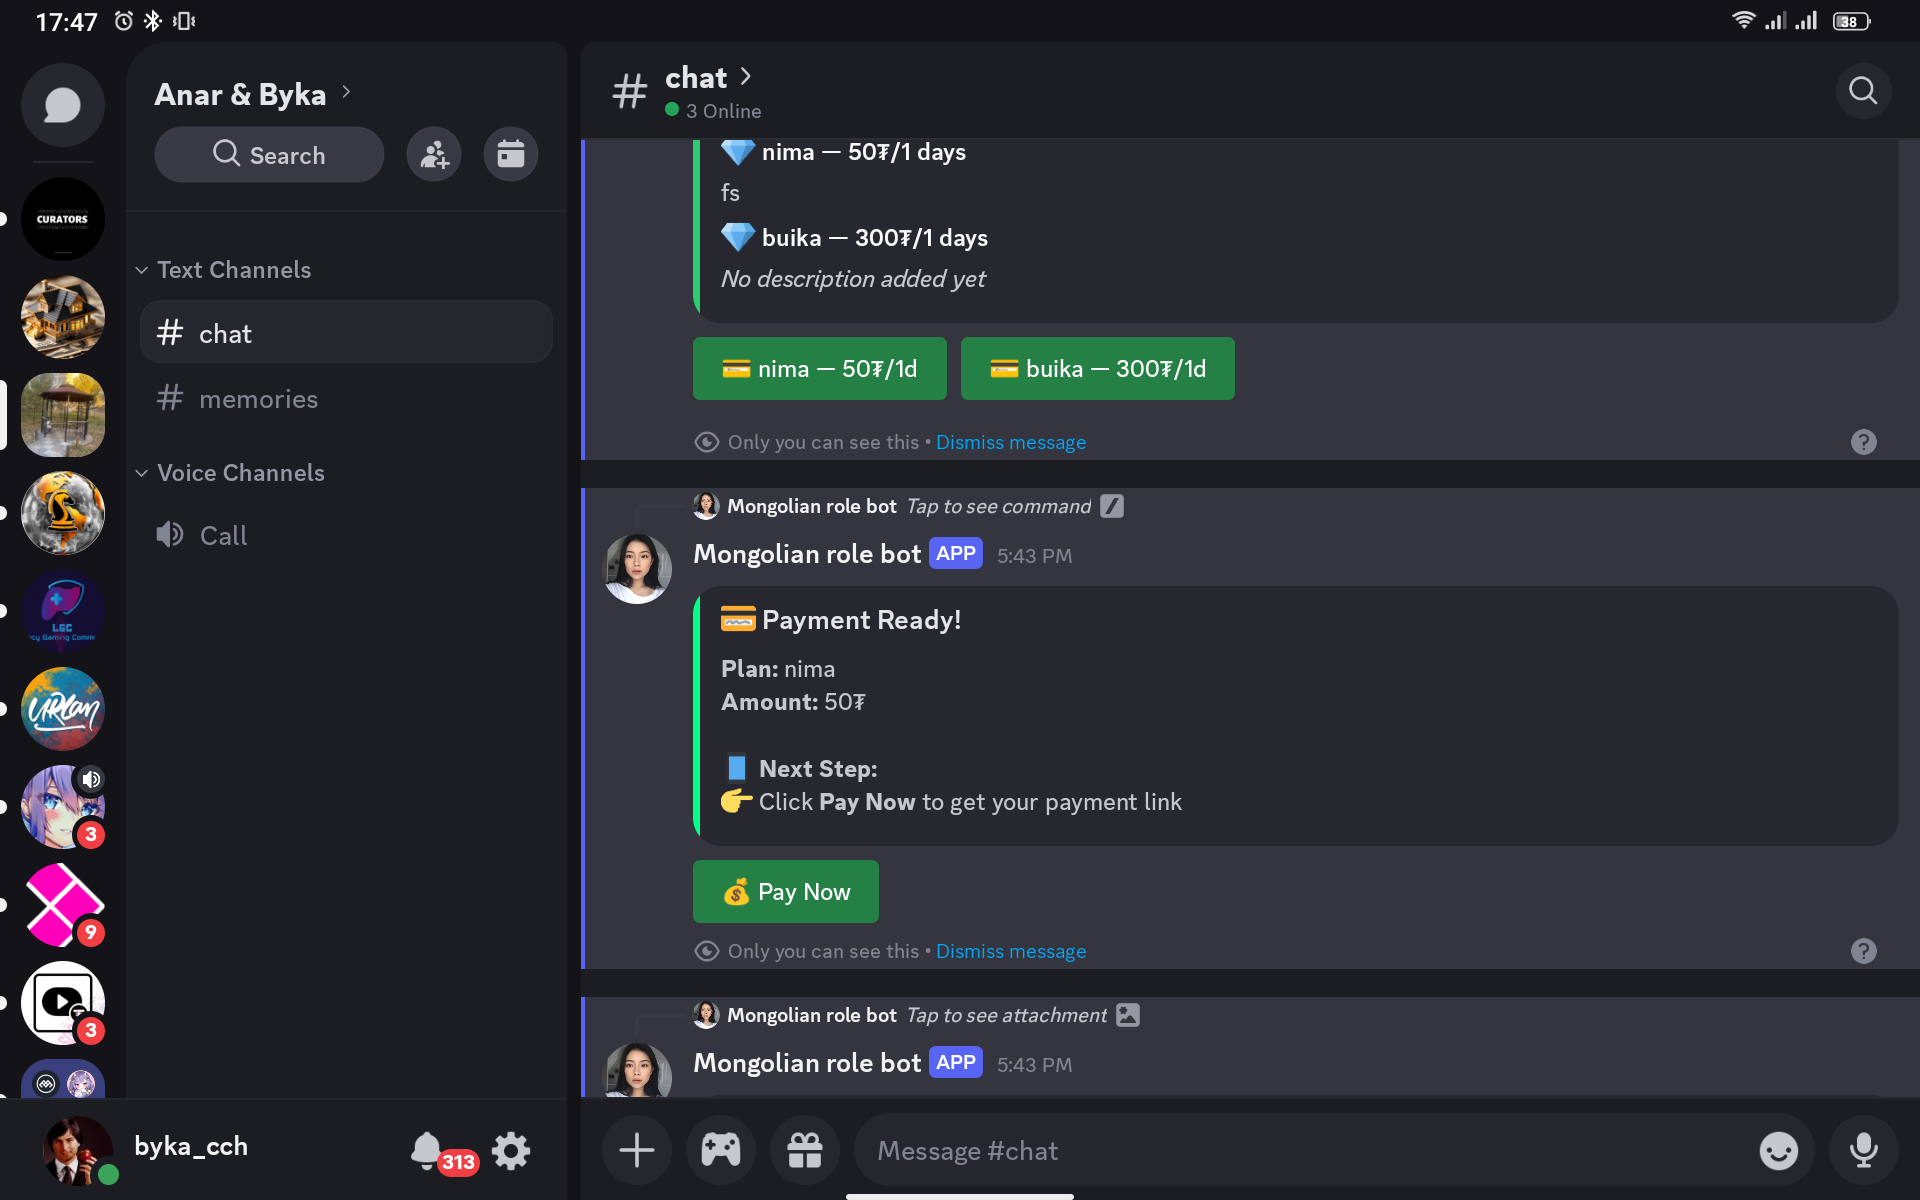 17:47
38
Anar & Byka
Search
CURATORS
Text Channels
chat
memories
Voice Channels
Call
LGC
URLan
3
9
3
byka_cch
313
chat
3 Online
nima — 50₮/1 days
fs
buika — 300₮/1 days
No description added yet
nima — 50₮/1d
buika — 300₮/1d
Only you can see this • Dismiss message
?
Mongolian role bot Tap to see command
Mongolian role bot APP 5:43 PM
Payment Ready!
Plan: nima
Amount: 50₮
Next Step:
Click Pay Now to get your payment link
Pay Now
Only you can see this • Dismiss message
?
Mongolian role bot Tap to see attachment
Mongolian role bot APP 5:43 PM
Message #chat